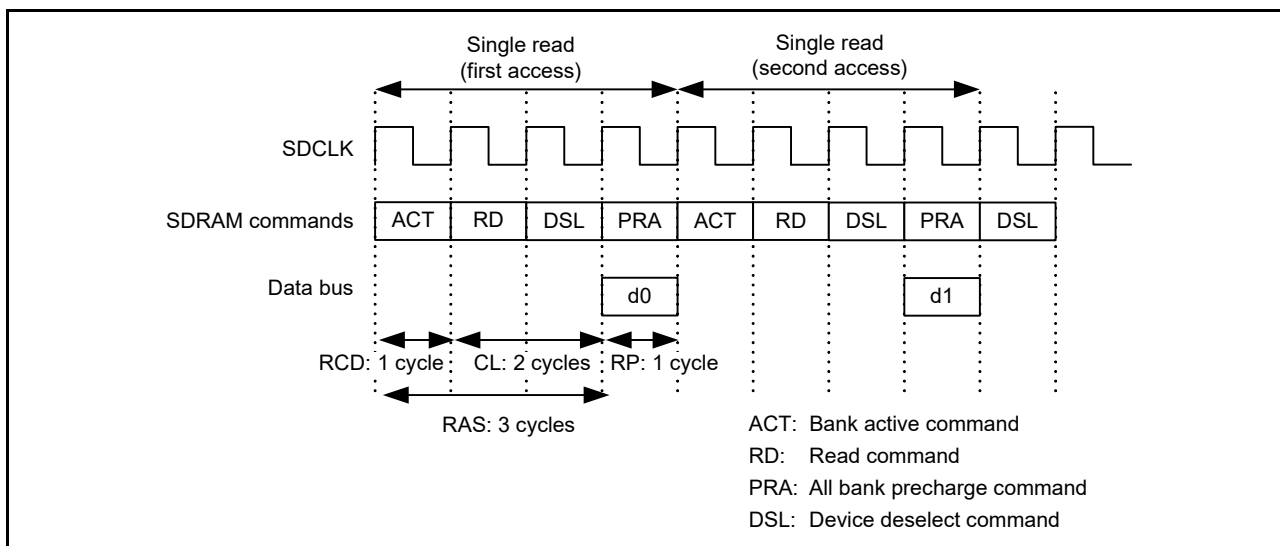 Single read
(first access)
Single read
(second access)
SDCLK
SDRAM commands
ACT RD DSL PRA ACT RD DSL PRA DSL
Data bus
d0 d1
RCD: 1 cycle CL: 2 cycles RP: 1 cycle
RAS: 3 cycles
ACT: Bank active command
RD: Read command
PRA: All bank precharge command
DSL: Device deselect command